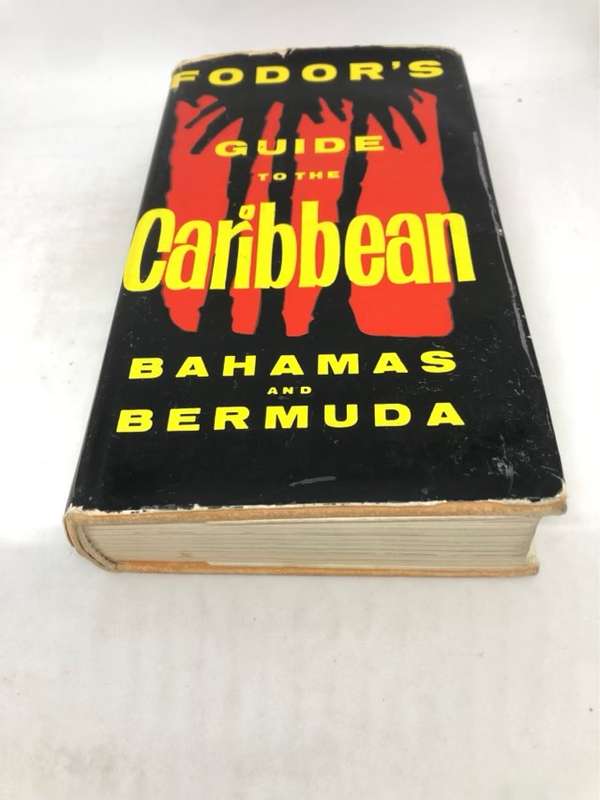 FODOR'S
GUIDE
TO THE
Caribbean
BAHAMAS
AND
BERMUDA